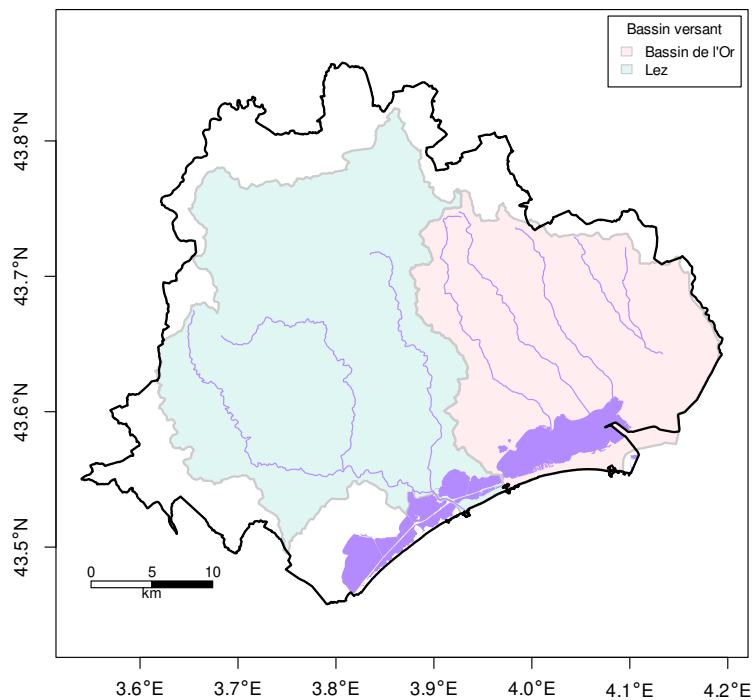 Bassin versant
Bassin de l'Or
Lez
43.8°N
43.7°N
43.6°N
43.5°N
0 5 10
km
3.6°E 3.7°E 3.8°E 3.9°E 4.0°E 4.1°E 4.2°E